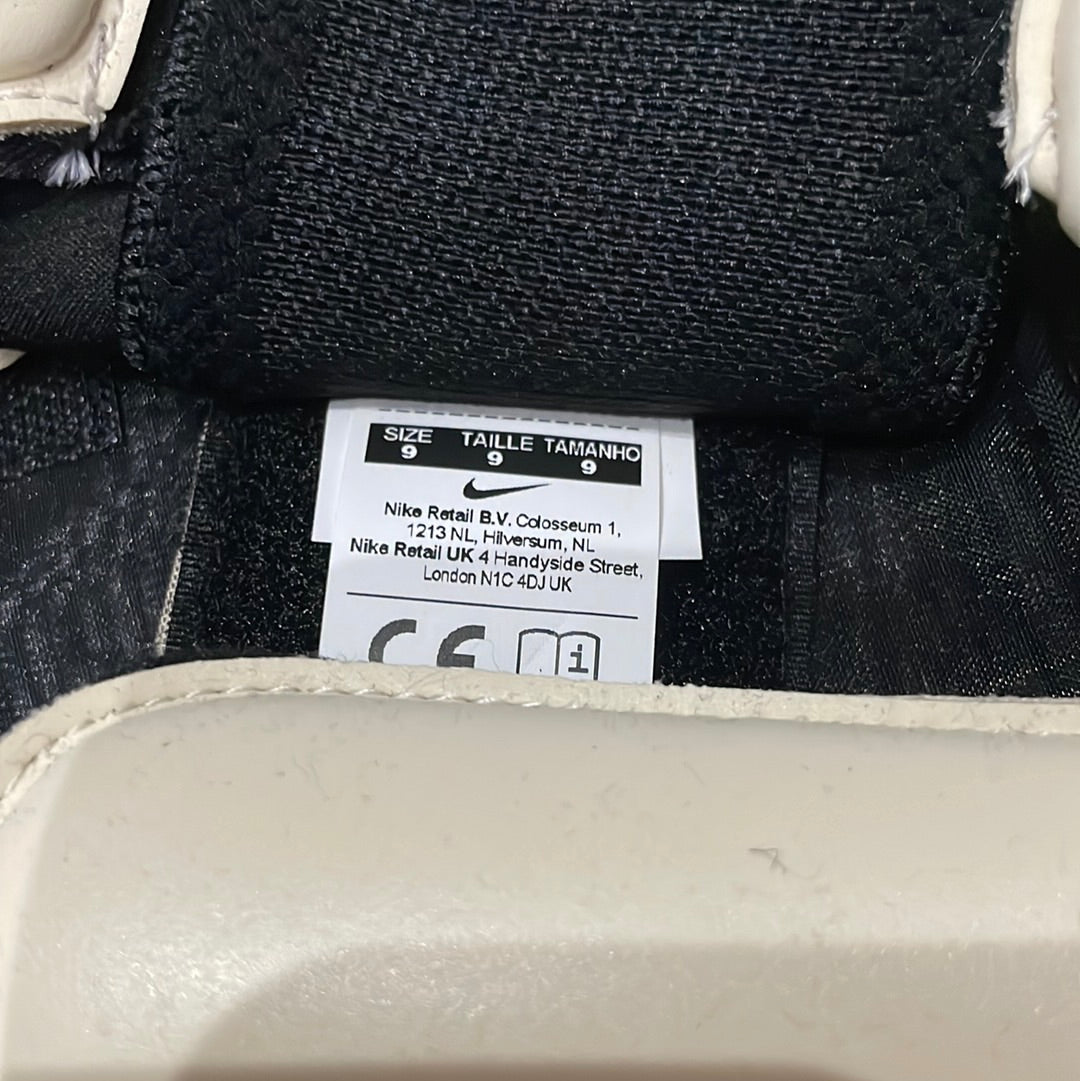 SIZE TAILLE TAMANHO
9 9 9
Nike Retail B.V. Colosseum 1,
1213 NL, Hilversum, NL
Nike Retail UK 4 Handyside Street,
London N1C 4DJ UK
CE i